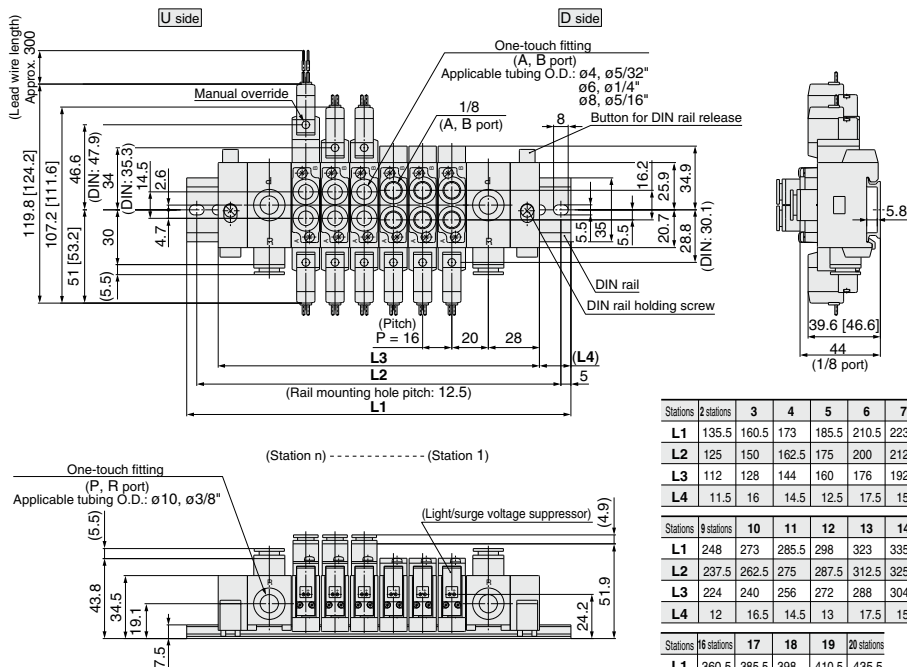 U side
D side
(Lead wire length)
Approx. 300
One-touch fitting
(A, B port)
Applicable tubing O.D.: ø4, ø5/32"
ø6, ø1/4"
ø8, ø5/16"
Manual override
1/8
(A, B port)
8
Button for DIN rail release
119.8 [124.2]
107.2 [111.6]
51 [53.2]
46.6
(DIN: 47.9)
34
(DIN: 35.3)
14.5
2.6
30
(5.5)
4.7
16.2
25.9
34.9
5.5
35
5.5
20.7
28.8
(DIN: 30.1)
5.8
DIN rail
DIN rail holding screw
(Pitch)
P = 16
20
28
L3
(L4)
L2
5
(Rail mounting hole pitch: 12.5)
L1
39.6 [46.6]
44
(1/8 port)
(Station n) ------------- (Station 1)
One-touch fitting
(P, R port)
Applicable tubing O.D.: ø10, ø3/8"
(Light/surge voltage suppressor)
(5.5)
43.8
34.5
19.1
7.5
(4.9)
24.2
51.9
Stations 2 stations 3 4 5 6 7
L1 135.5 160.5 173 185.5 210.5 223
L2 125 150 162.5 175 200 212
L3 112 128 144 160 176 192
L4 11.5 16 14.5 12.5 17.5 15
Stations 9 stations 10 11 12 13 14
L1 248 273 285.5 298 323 335
L2 237.5 262.5 275 287.5 312.5 325
L3 224 240 256 272 288 304
L4 12 16.5 14.5 13 17.5 15
Stations 16 stations 17 18 19 20 stations
L1 360.5 385.5 398 410.5 435.5